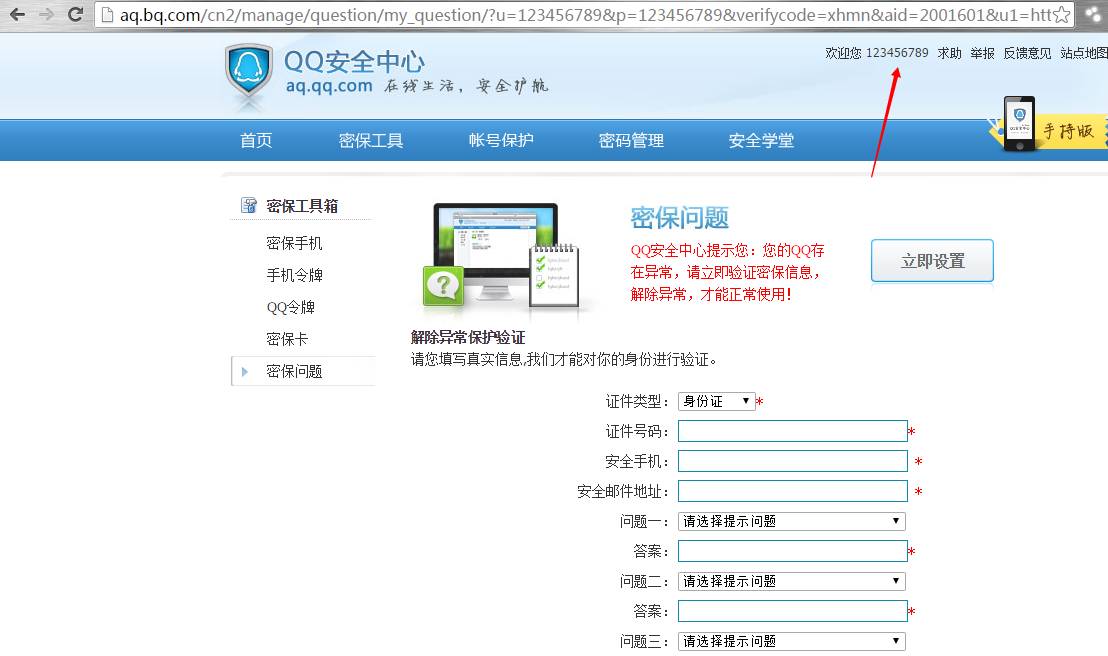 aq.bq.com/cn2/manage/question/my_question/?u=123456789&p=123456789&verifycode=xhmn&aid=2001601&u1=htt
QQ安全中心
aq.qq.com 在线生活，安全护航
欢迎您 123456789 求助 举报 反馈意见 站点地图
首页 密保工具 帐号保护 密码管理 安全学堂
手持版
密保工具箱
密保手机
手机令牌
QQ令牌
密保卡
密保问题
密保问题
QQ安全中心提示您：您的QQ存
在异常，请立即验证密保信息，
解除异常，才能正常使用！
立即设置
解除异常保护验证
请您填写真实信息,我们才能对你的身份进行验证。
证件类型： 身份证 *
证件号码： *
安全手机： *
安全邮件地址： *
问题一： 请选择提示问题
答案： *
问题二： 请选择提示问题
答案： *
问题三： 请选择提示问题